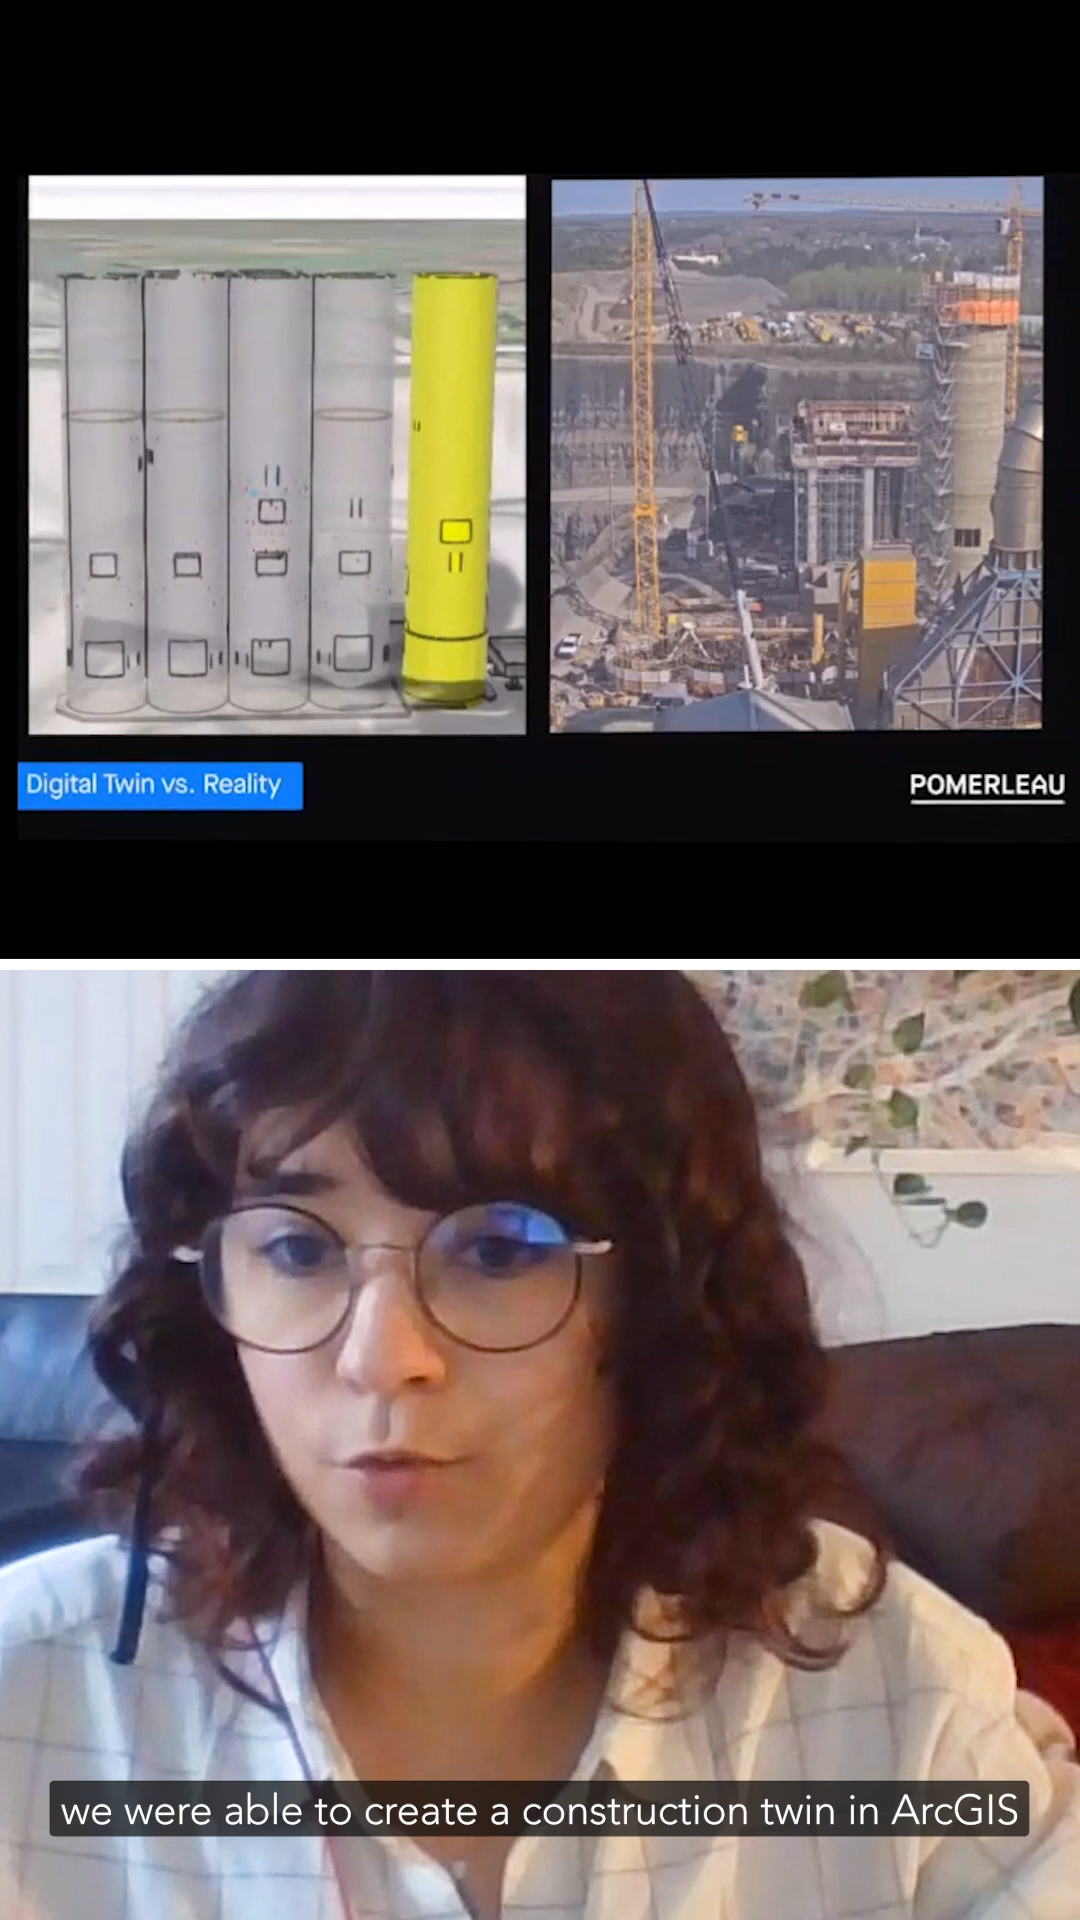 Digital Twin vs. Reality
POMERLEAU
we were able to create a construction twin in ArcGIS